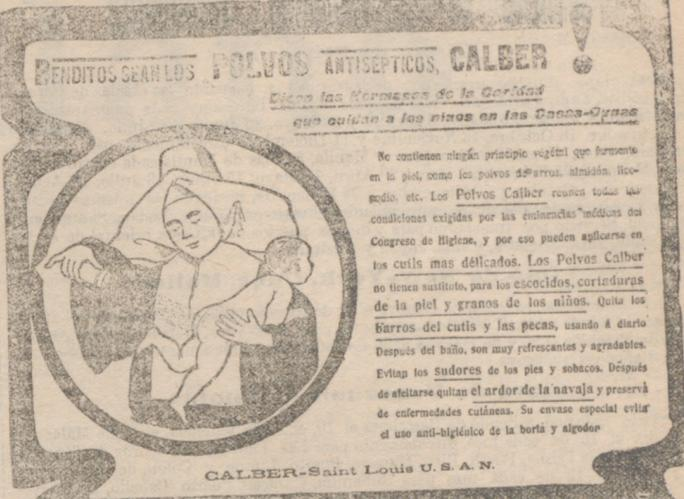 BENDITOS SEAN LOS POLVOS ANTISÉPTICOS, CALBER !
Dicen las Hermanas de la Caridad
que cuidan a los niños en las Casas-Cunas
No contienen ningún principio vegetal que fermente
en la piel, como los polvos de arroz, almidón, lico-
podio, etc. Los Polvos Calber reunen todas las
condiciones exigidas por las eminencias médicas del
Congreso de Higiene, y por eso pueden aplicarse en
los cutis mas délicados. Los Polvos Calber
no tienen sustituto, para los escocidos, cortaduras
de la piel y granos de los niños. Quita los
barros del cutis y las pecas, usando á diario
Después del baño, son muy refrescantes y agradables.
Evitan los sudores de los pies y sobacos. Después
de afeitarse quitan el ardor de la navaja y preserva
de enfermedades cutáneas. Su envase especial evita
el uso anti-higiénico de la borla y algodor
CALBER-Saint Louis U. S. A. N.